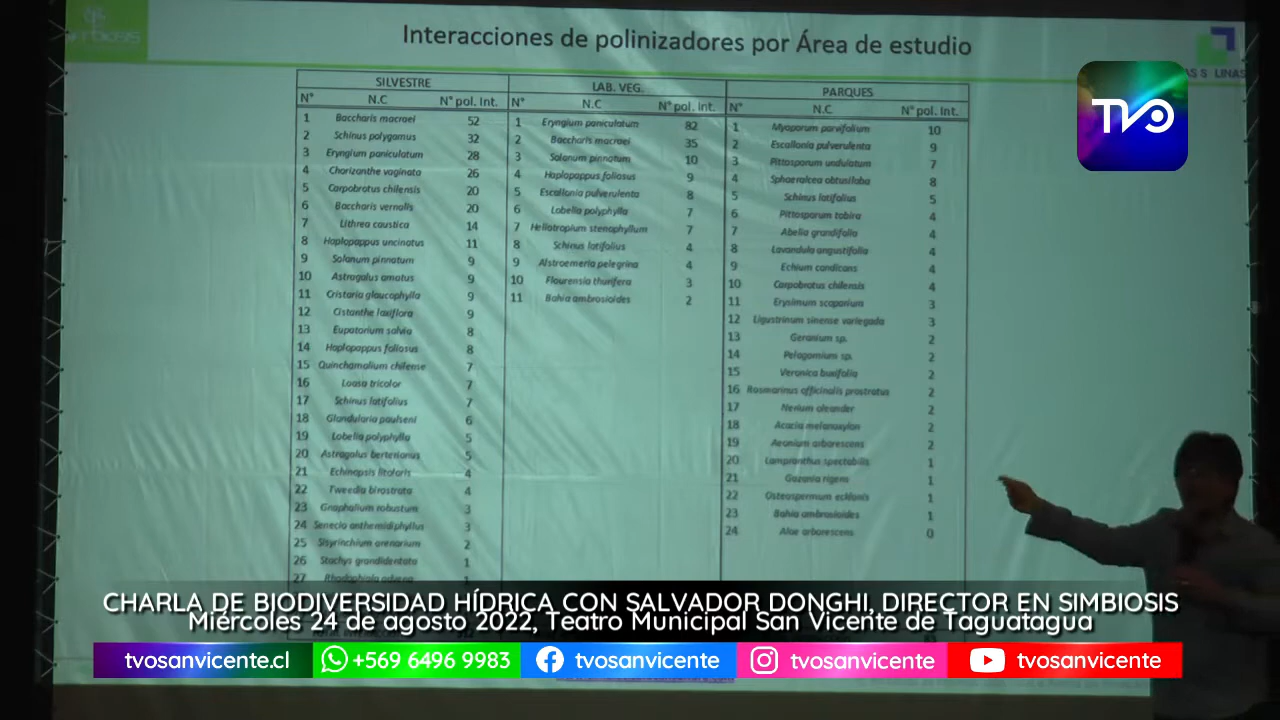 Interacciones de polinizadores por Área de estudio
TVO
SILVESTRE
N° N.C N° pol. Int.
1 Baccharis macraei 52
2 Schinus polygamus 32
3 Eryngium paniculatum 28
4 Chorizanthe vaginata 26
5 Carpobrotus chilensis 20
6 Baccharis vernalis 20
7 Lithrea caustica 14
8 Haplopappus uncinatus 11
9 Solanum pinnatum 9
10 Astragalus amatus 9
11 Cristaria glaucophylla 9
12 Cistanthe laxiflora 9
13 Eupatorium salvia 8
14 Haplopappus foliosus 8
15 Quinchamalium chilense 7
16 Loasa tricolor 7
17 Schinus latifolius 7
18 Glandularia paulseni 6
19 Lobelia polyphylla 5
20 Astragalus berterianus 5
21 Echinopsis litoralis 4
22 Tweedia birostrata 4
23 Gnaphalium robustum 3
24 Senecio anthemidiphyllus 3
25 Sisyrinchium arenarium 2
26 Stachys grandidentata 1
27 Rhodophiala advena 1
LAB. VEG.
N° N.C N° pol. Int.
1 Eryngium paniculatum 82
2 Baccharis macraei 35
3 Solanum pinnatum 10
4 Haplopappus foliosus 9
5 Escallonia pulverulenta 8
6 Lobelia polyphylla 7
7 Heliotropium stenophyllum 7
8 Schinus latifolius 4
9 Alstroemeria pelegrina 4
10 Flourensia thurifera 3
11 Bahia ambrosioides 2
PARQUES
N° N.C N° pol. Int.
1 Myoporum parvifolium 10
2 Escallonia pulverulenta 9
3 Pittosporum undulatum 7
4 Sphaeralcea obtusiloba 8
5 Schinus latifolius 5
6 Pittosporum tobira 4
7 Abelia grandifolia 4
8 Lavandula angustifolia 4
9 Echium candicans 4
10 Carpobrotus chilensis 4
11 Erysimum scoparium 3
12 Ligustrinum sinense variegada 3
13 Geranium sp. 2
14 Pelagomium sp. 2
15 Veronica buxifolia 2
16 Rosmarinus officinalis prostratus 2
17 Nerium oleander 2
18 Acacia melanoxylon 2
19 Aeonium arborescens 2
20 Lampranthus spectabilis 1
21 Gazania rigens 1
22 Osteospermum ecklonis 1
23 Bahia ambrosioides 1
24 Aloe arborescens 0
CHARLA DE BIODIVERSIDAD HÍDRICA CON SALVADOR DONGHI, DIRECTOR EN SIMBIOSIS
Miércoles 24 de agosto 2022, Teatro Municipal San Vicente de Taguatagua
tvosanvicente.cl +569 6496 9983 tvosanvicente tvosanvicente tvosanvicente